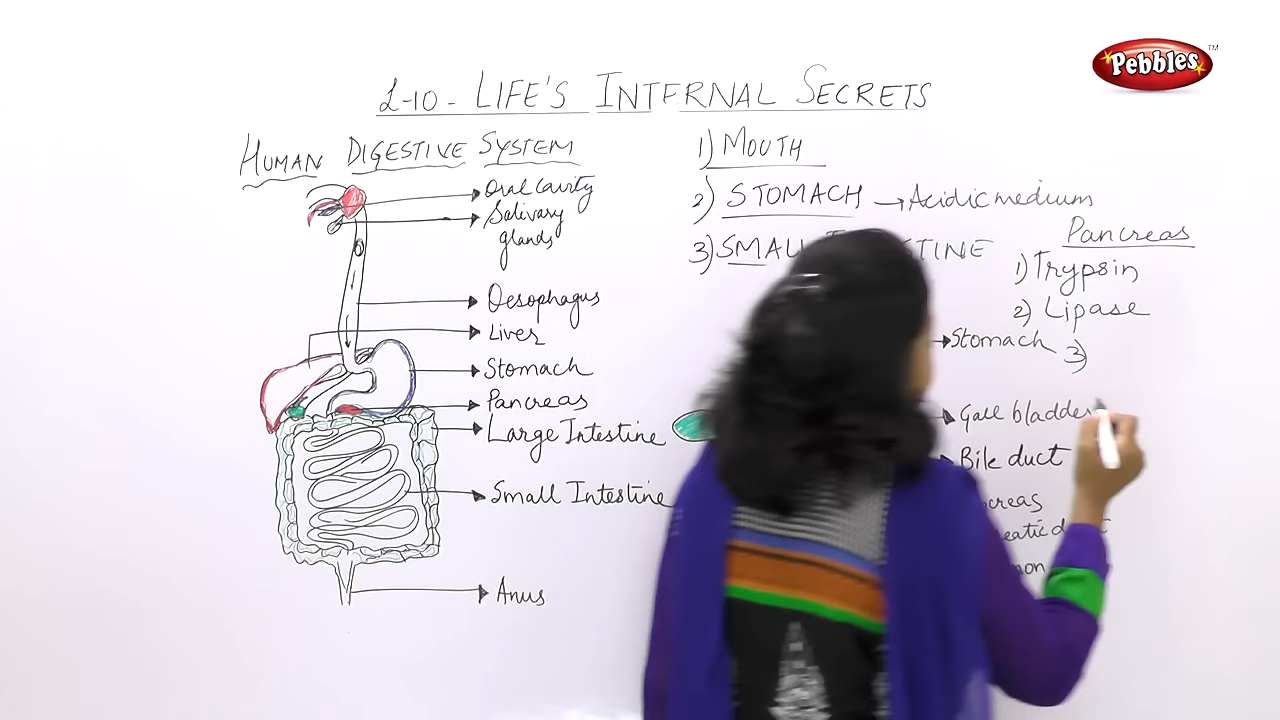 Pebbles TM
L-10 - LIFE'S INTERNAL SECRETS
HUMAN DIGESTIVE SYSTEM
Oral cavity
Salivary
glands
Oesophagus
Liver
Stomach
Pancreas
Large Intestine
Small Intestine
Anus
1) MOUTH
2) STOMACH → Acidic medium
3) SMALL
Pancreas
1) Trypsin
2) Lipase
3)
Stomach
Gall bladder
Bile duct